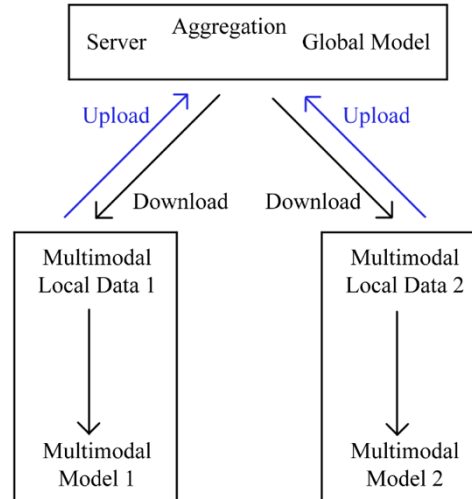 Server Aggregation Global Model
Upload
Upload
Download
Download
Multimodal
Local Data 1
Multimodal
Local Data 2
Multimodal
Model 1
Multimodal
Model 2